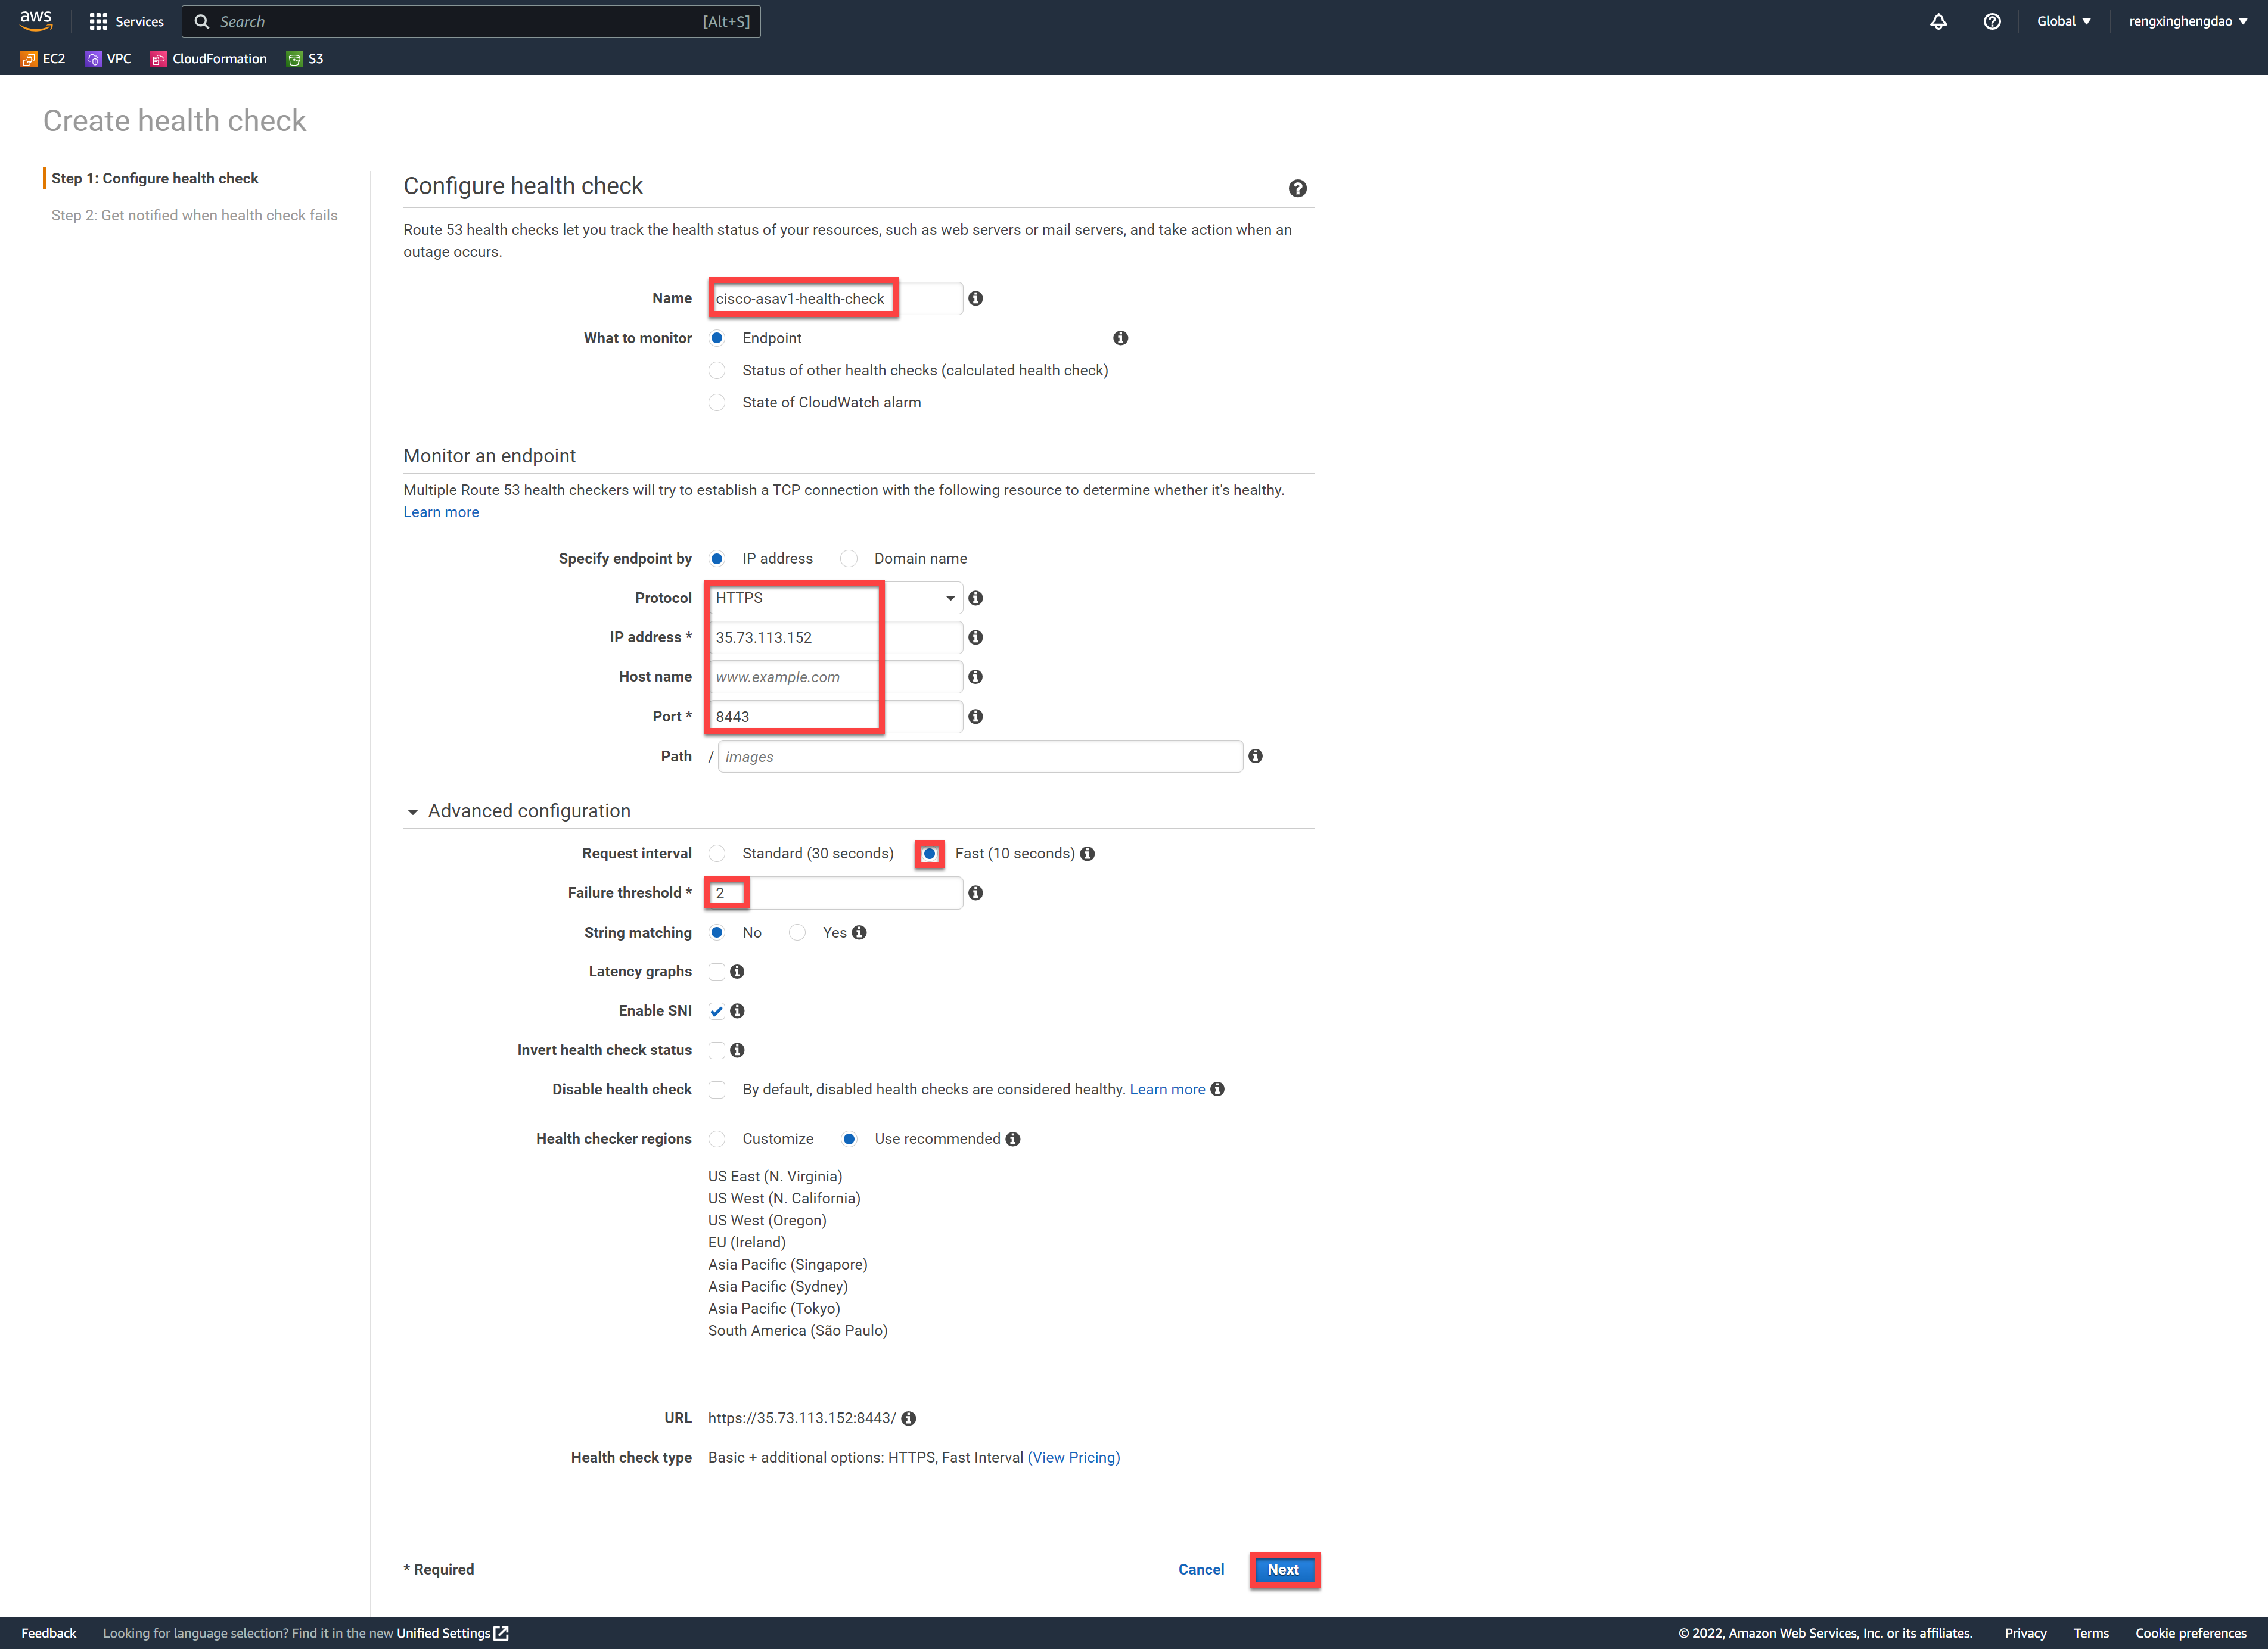 aws
Services
Search [Alt+S]
Global
rengxinghengdao
EC2 VPC CloudFormation S3
Create health check
Step 1: Configure health check
Step 2: Get notified when health check fails
Configure health check
Route 53 health checks let you track the health status of your resources, such as web servers or mail servers, and take action when an
outage occurs.
Name cisco-asav1-health-check
What to monitor Endpoint
Status of other health checks (calculated health check)
State of CloudWatch alarm
Monitor an endpoint
Multiple Route 53 health checkers will try to establish a TCP connection with the following resource to determine whether it's healthy.
Learn more
Specify endpoint by IP address Domain name
Protocol HTTPS
IP address * 35.73.113.152
Host name www.example.com
Port * 8443
Path / images
Advanced configuration
Request interval Standard (30 seconds) Fast (10 seconds)
Failure threshold * 2
String matching No Yes
Latency graphs
Enable SNI
Invert health check status
Disable health check By default, disabled health checks are considered healthy. Learn more
Health checker regions Customize Use recommended
US East (N. Virginia)
US West (N. California)
US West (Oregon)
EU (Ireland)
Asia Pacific (Singapore)
Asia Pacific (Sydney)
Asia Pacific (Tokyo)
South America (São Paulo)
URL https://35.73.113.152:8443/
Health check type Basic + additional options: HTTPS, Fast Interval (View Pricing)
* Required Cancel Next
Feedback Looking for language selection? Find it in the new Unified Settings © 2022, Amazon Web Services, Inc. or its affiliates. Privacy Terms Cookie preferences